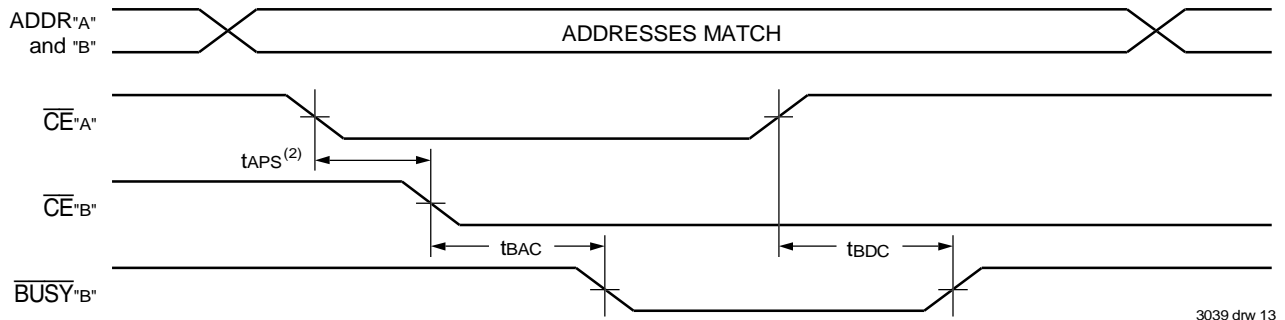 ADDR"A"
and "B"
ADDRESSES MATCH
CE"A"
tAPS(2)
CE"B"
tBAC
tBDC
BUSY"B"
3039 drw 13